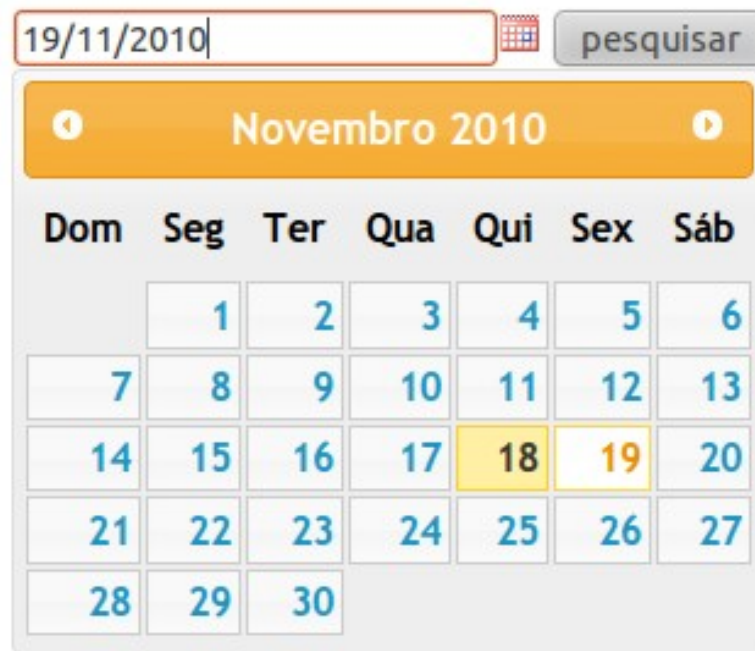 19/11/2010 pesquisar
Novembro 2010
Dom Seg Ter Qua Qui Sex Sáb
1 2 3 4 5 6
7 8 9 10 11 12 13
14 15 16 17 18 19 20
21 22 23 24 25 26 27
28 29 30